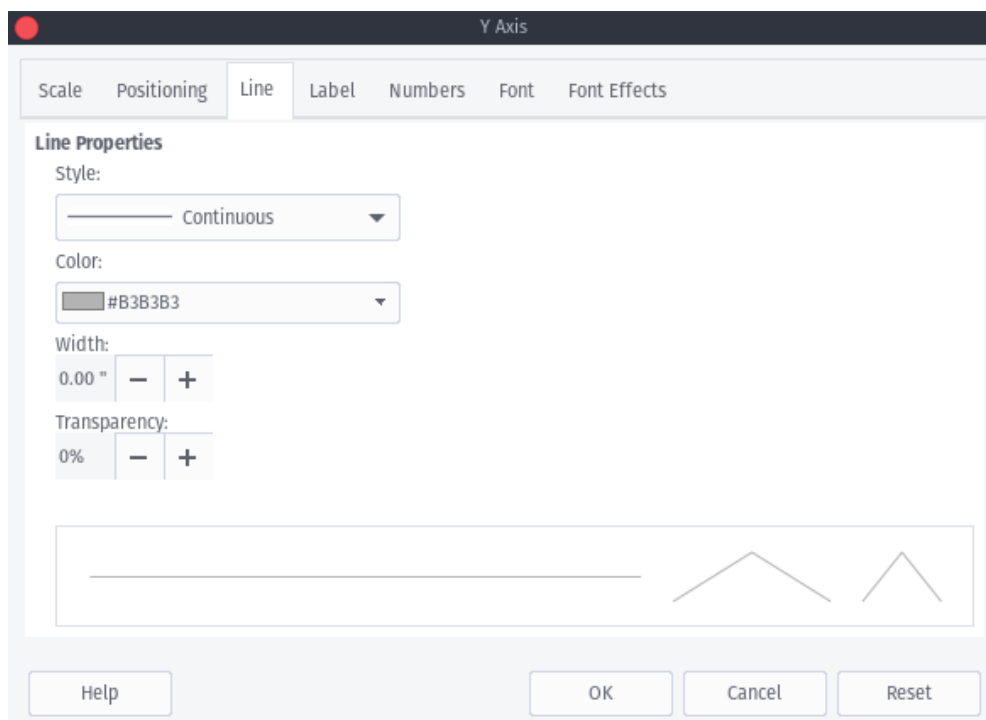 Y Axis
Scale Positioning Line Label Numbers Font Font Effects
Line Properties
Style:
Continuous
Color:
#B3B3B3
Width:
0.00 "
Transparency:
0%
Help OK Cancel Reset